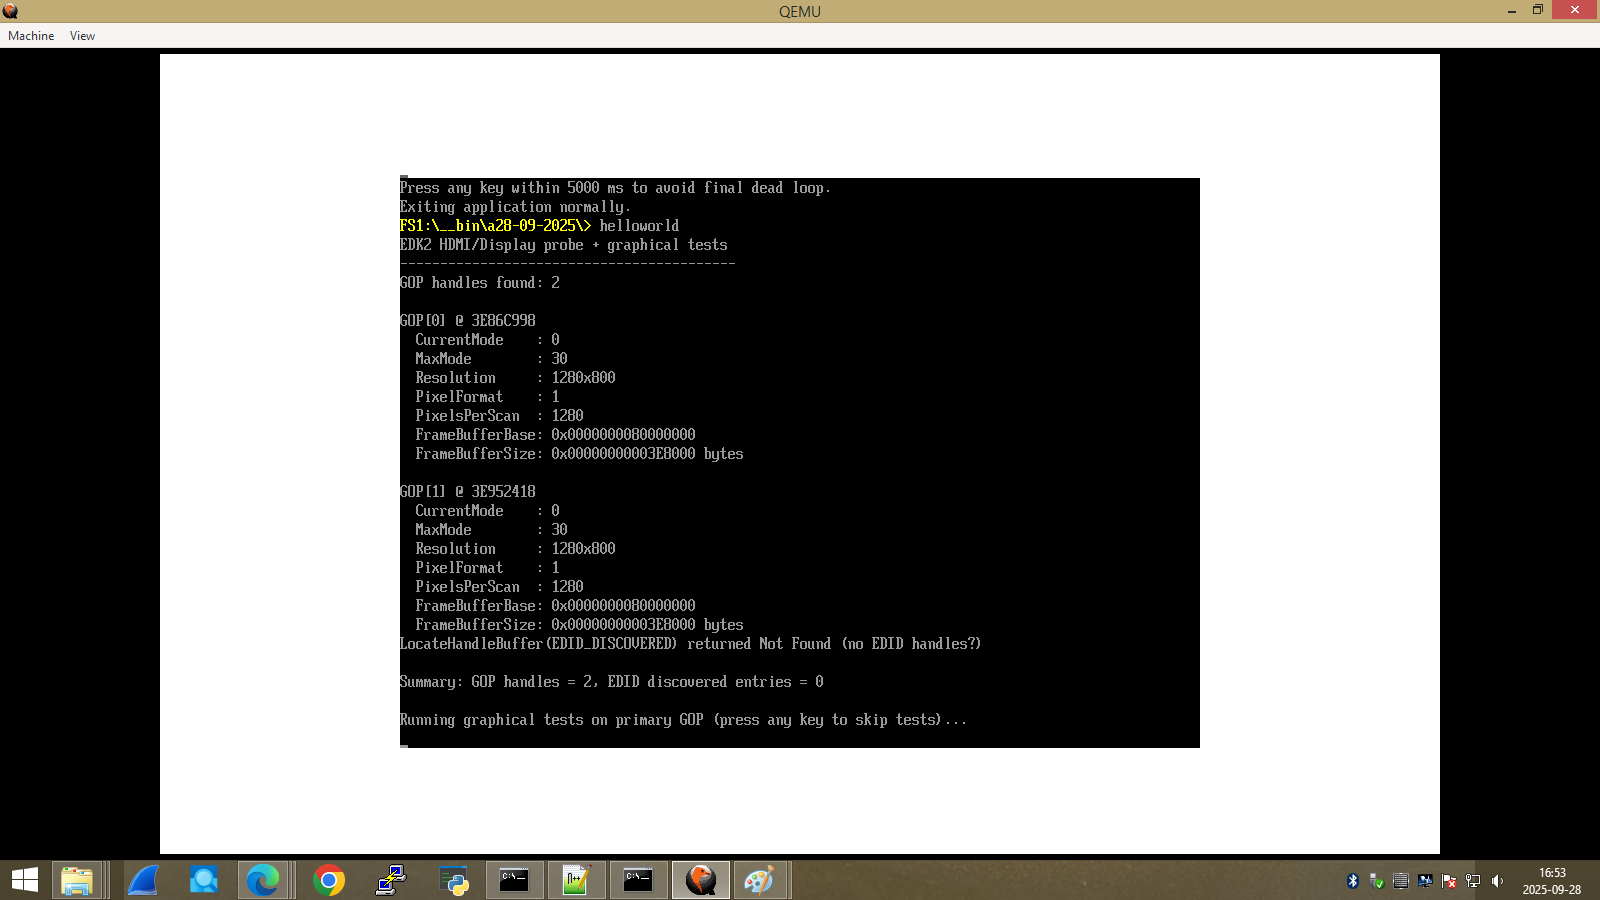 QEMU
Machine View
Press any key within 5000 ms to avoid final dead loop.
Exiting application normally.
FS1:\__bin\a28-09-2025\> helloworld
EDK2 HDMI/Display probe + graphical tests
------------------------------------------
GOP handles found: 2
GOP[0] @ 3E86C998
CurrentMode : 0
MaxMode : 30
Resolution : 1280x800
PixelFormat : 1
PixelsPerScan : 1280
FrameBufferBase: 0x0000000080000000
FrameBufferSize: 0x00000000003E8000 bytes
GOP[1] @ 3E952418
CurrentMode : 0
MaxMode : 30
Resolution : 1280x800
PixelFormat : 1
PixelsPerScan : 1280
FrameBufferBase: 0x0000000080000000
FrameBufferSize: 0x00000000003E8000 bytes
LocateHandleBuffer(EDID_DISCOVERED) returned Not Found (no EDID handles?)
Summary: GOP handles = 2, EDID discovered entries = 0
Running graphical tests on primary GOP (press any key to skip tests)...
16:53
2025-09-28